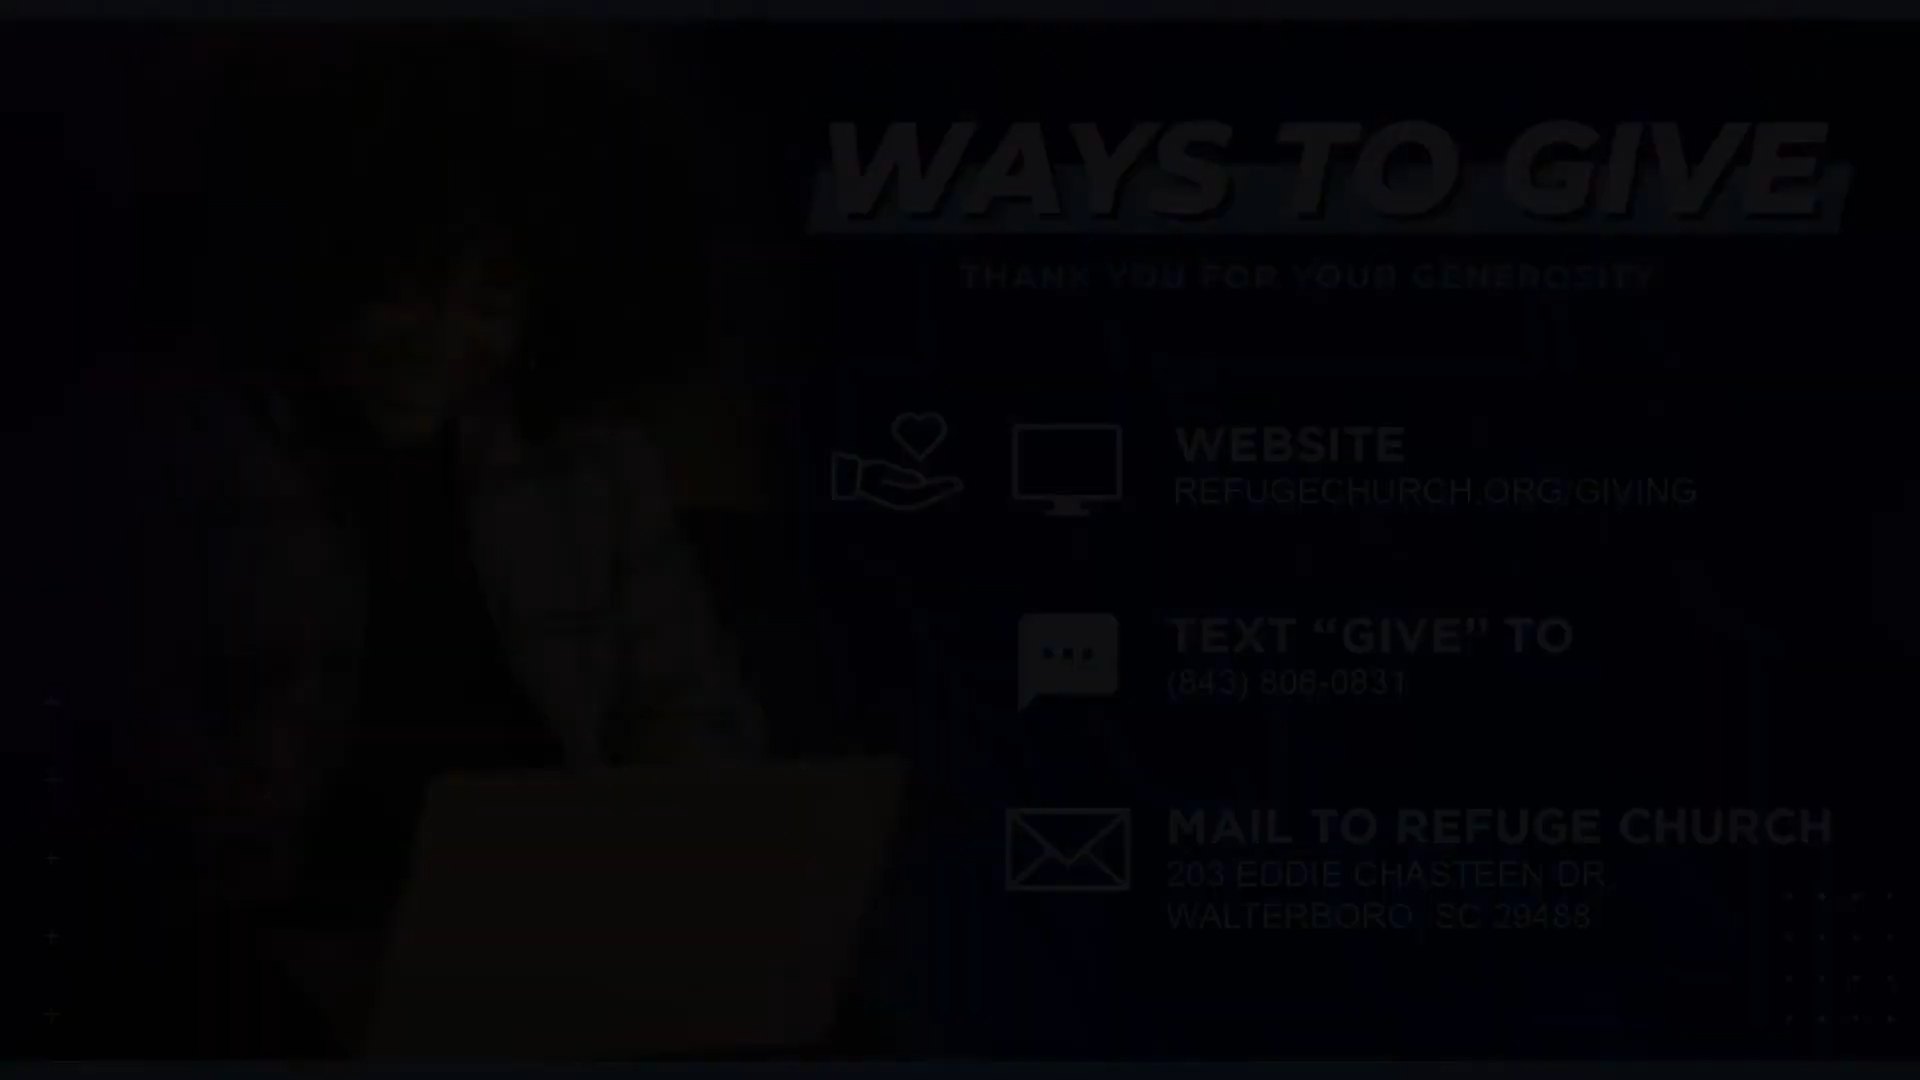 WAYS TO GIVE
THANK YOU FOR YOUR GENEROSITY
WEBSITE
REFUGECHURCH.ORG/GIVING
TEXT “GIVE” TO
(843) 806-0831
MAIL TO REFUGE CHURCH
203 EDDIE CHASTEEN DR
WALTERBORO, SC 29488